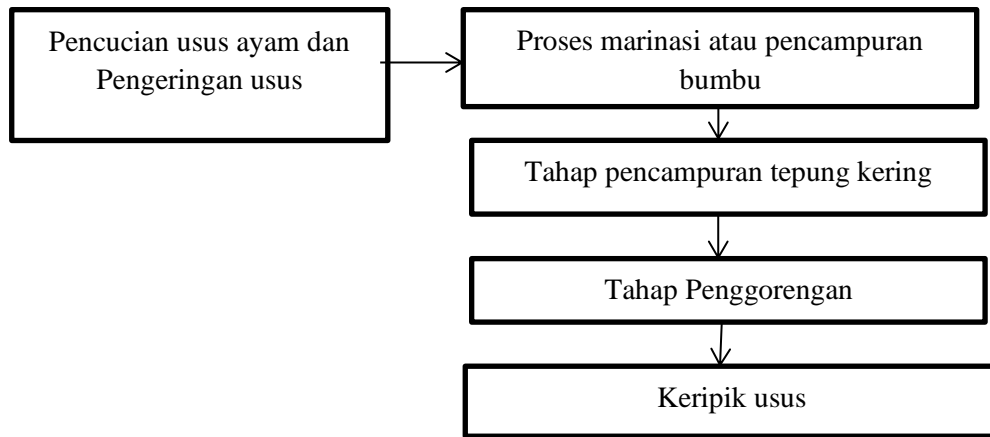 Pencucian usus ayam dan
Pengeringan usus
Proses marinasi atau pencampuran
bumbu
Tahap pencampuran tepung kering
Tahap Penggorengan
Keripik usus